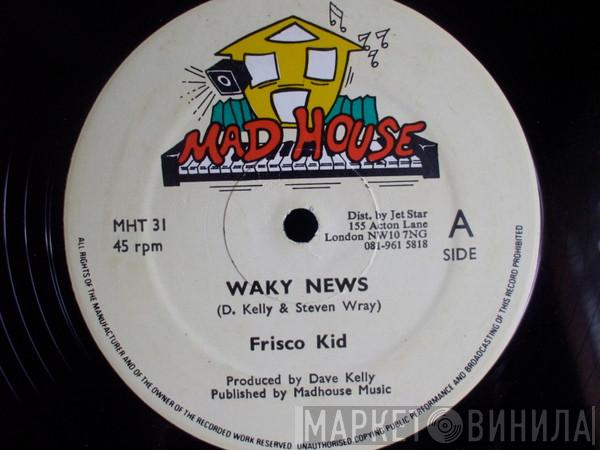 MAD HOUSE
MHT 31
45 rpm
Dist. by Jet Star
155 Acton Lane
London NW10 7NG
081-961 5818
A
SIDE
WAKY NEWS
(D. Kelly & Steven Wray)
Frisco Kid
Produced by Dave Kelly
Published by Madhouse Music
ALL RIGHTS OF THE MANUFACTURER AND OF THE OWNER OF THE RECORDED WORK RESERVED UNAUTHORISED COPYING PUBLIC PERFORMANCE AND BROADCASTING OF THIS RECORD PROHIBITED
МАРКЕТ ВИНИЛА